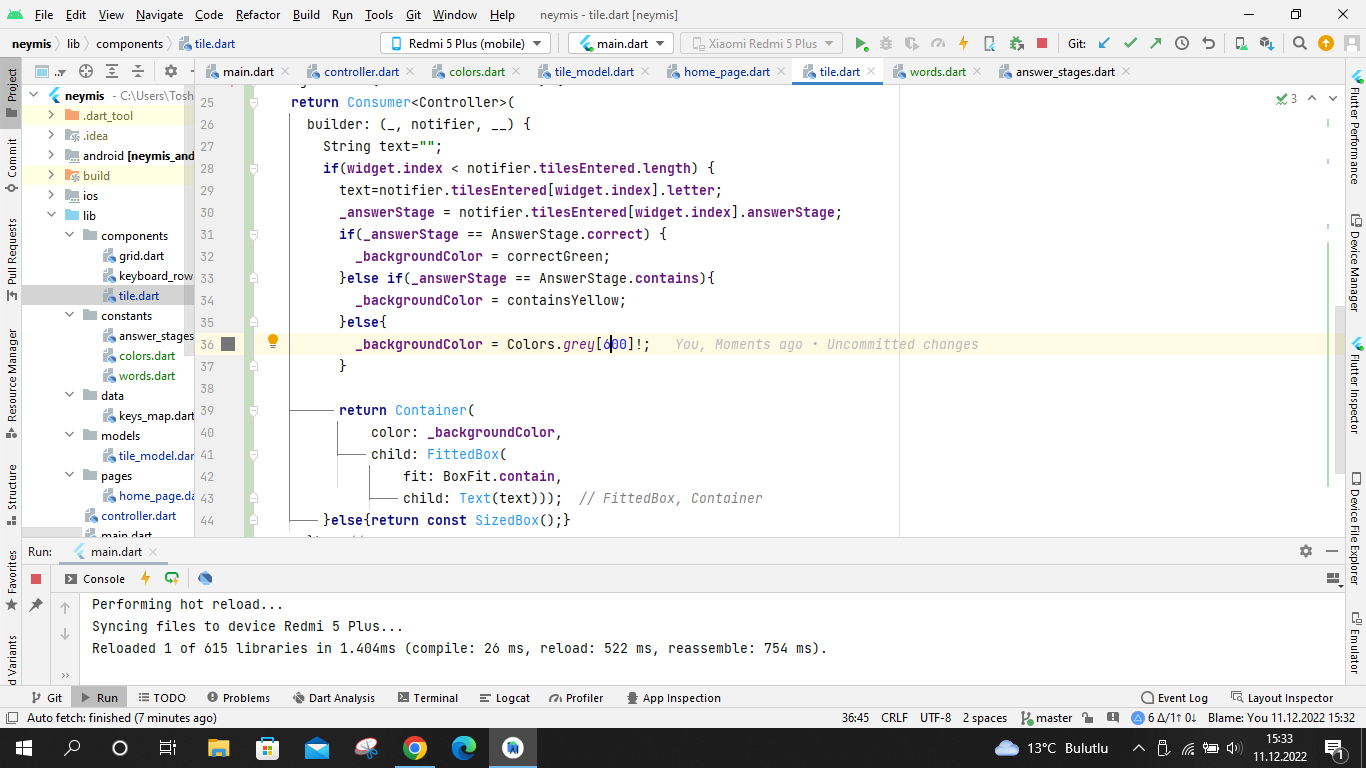 File Edit View Navigate Code Refactor Build Run Tools Git Window Help neymis - tile.dart [neymis]
neymis lib components tile.dart Redmi 5 Plus (mobile) main.dart Xiaomi Redmi 5 Plus Git:
main.dart controller.dart colors.dart tile_model.dart home_page.dart tile.dart words.dart answer_stages.dart
Project
Commit
Pull Requests
Resource Manager
Structure
Favorites
d Variants
neymis - C:\Users\Tosh
.dart_tool
.idea
android [neymis_and
build
ios
lib
components
grid.dart
keyboard_row
tile.dart
constants
answer_stages
colors.dart
words.dart
data
keys_map.dart
models
tile_model.dar
pages
home_page.da
controller.dart
main.dart
25 return Consumer<Controller>(
26 builder: (_, notifier, __) {
27 String text="";
28 if(widget.index < notifier.tilesEntered.length) {
29 text=notifier.tilesEntered[widget.index].letter;
30 _answerStage = notifier.tilesEntered[widget.index].answerStage;
31 if(_answerStage == AnswerStage.correct) {
32 _backgroundColor = correctGreen;
33 }else if(_answerStage == AnswerStage.contains){
34 _backgroundColor = containsYellow;
35 }else{
36 _backgroundColor = Colors.grey[600]!; You, Moments ago • Uncommitted changes
37 }
38
39 return Container(
40 color: _backgroundColor,
41 child: FittedBox(
42 fit: BoxFit.contain,
43 child: Text(text))); // FittedBox, Container
44 }else{return const SizedBox();}
3
Flutter Performance
Device Manager
Flutter Inspector
Device File Explorer
Emulator
Run: main.dart
Console
Performing hot reload...
Syncing files to device Redmi 5 Plus...
Reloaded 1 of 615 libraries in 1.404ms (compile: 26 ms, reload: 522 ms, reassemble: 754 ms).
Git Run TODO Problems Dart Analysis Terminal Logcat Profiler App Inspection Event Log Layout Inspector
Auto fetch: finished (7 minutes ago) 36:45 CRLF UTF-8 2 spaces master 6 Δ/1↑ 0↓ Blame: You 11.12.2022 15:32
13°C Bulutlu 15:33
11.12.2022
1